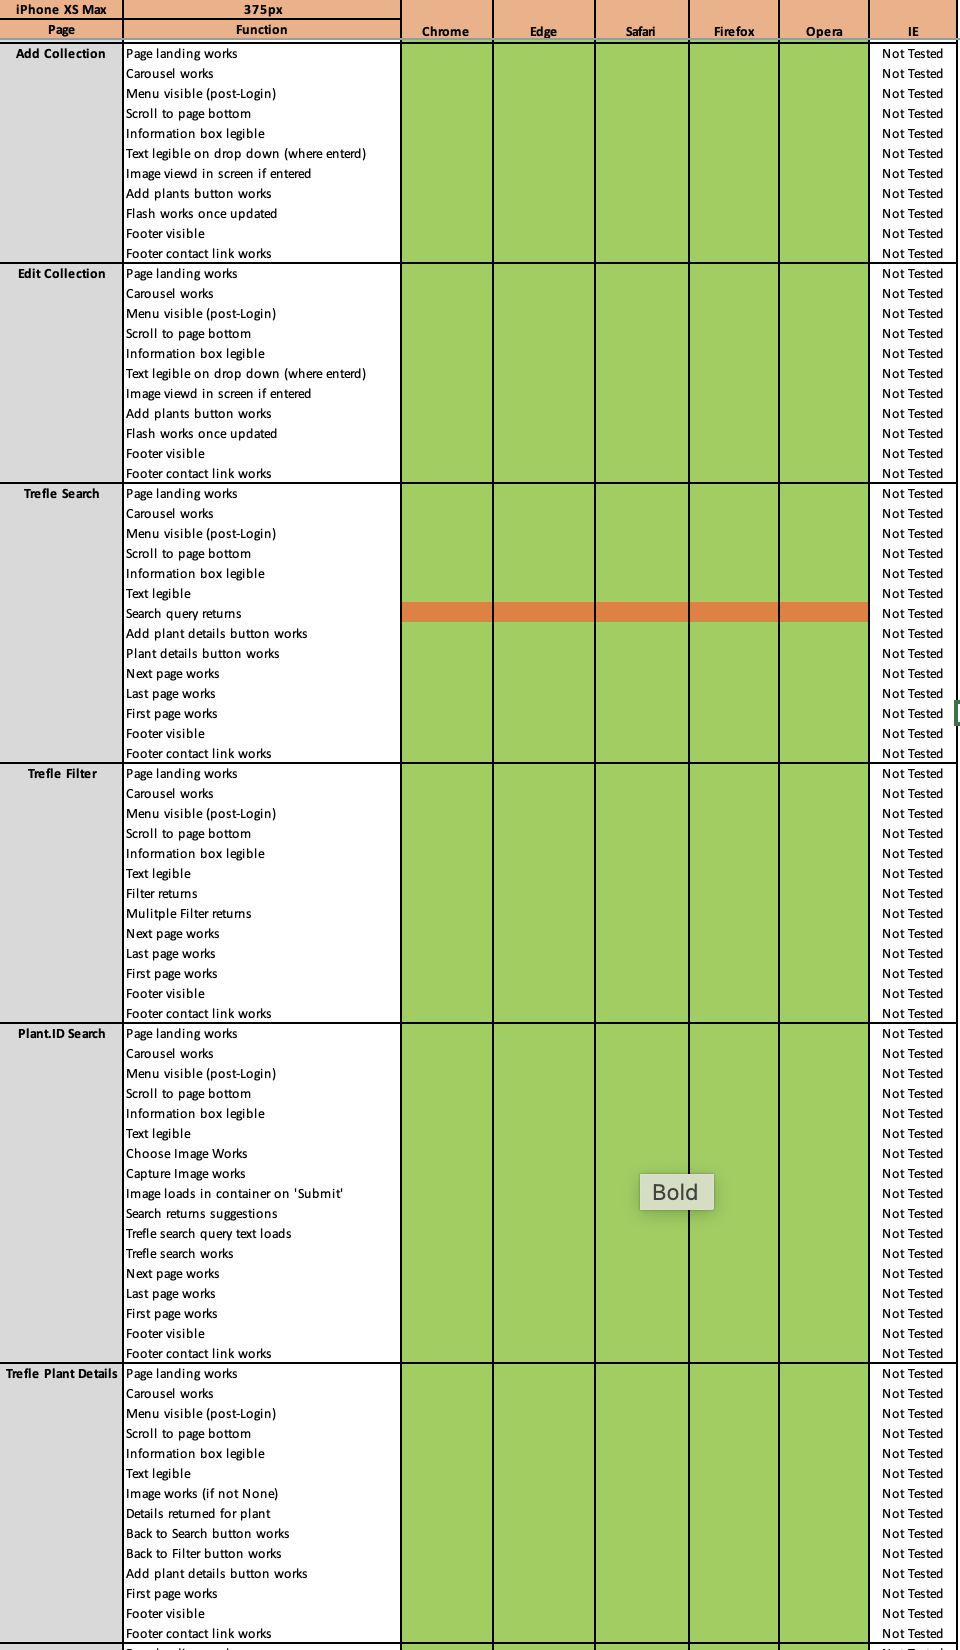 iPhone XS Max 375px
Page Function Chrome Edge Safari Firefox Opera IE
Add Collection Page landing works Not Tested
Carousel works Not Tested
Menu visible (post-Login) Not Tested
Scroll to page bottom Not Tested
Information box legible Not Tested
Text legible on drop down (where enterd) Not Tested
Image viewd in screen if entered Not Tested
Add plants button works Not Tested
Flash works once updated Not Tested
Footer visible Not Tested
Footer contact link works Not Tested
Edit Collection Page landing works Not Tested
Carousel works Not Tested
Menu visible (post-Login) Not Tested
Scroll to page bottom Not Tested
Information box legible Not Tested
Text legible on drop down (where enterd) Not Tested
Image viewd in screen if entered Not Tested
Add plants button works Not Tested
Flash works once updated Not Tested
Footer visible Not Tested
Footer contact link works Not Tested
Trefle Search Page landing works Not Tested
Carousel works Not Tested
Menu visible (post-Login) Not Tested
Scroll to page bottom Not Tested
Information box legible Not Tested
Text legible Not Tested
Search query returns Not Tested
Add plant details button works Not Tested
Plant details button works Not Tested
Next page works Not Tested
Last page works Not Tested
First page works Not Tested
Footer visible Not Tested
Footer contact link works Not Tested
Trefle Filter Page landing works Not Tested
Carousel works Not Tested
Menu visible (post-Login) Not Tested
Scroll to page bottom Not Tested
Information box legible Not Tested
Text legible Not Tested
Filter returns Not Tested
Mulitple Filter returns Not Tested
Next page works Not Tested
Last page works Not Tested
First page works Not Tested
Footer visible Not Tested
Footer contact link works Not Tested
Plant.ID Search Page landing works Not Tested
Carousel works Not Tested
Menu visible (post-Login) Not Tested
Scroll to page bottom Not Tested
Information box legible Not Tested
Text legible Not Tested
Choose Image Works Not Tested
Capture Image works Not Tested
Image loads in container on 'Submit' Bold Not Tested
Search returns suggestions Not Tested
Trefle search query text loads Not Tested
Trefle search works Not Tested
Next page works Not Tested
Last page works Not Tested
First page works Not Tested
Footer visible Not Tested
Footer contact link works Not Tested
Trefle Plant Details Page landing works Not Tested
Carousel works Not Tested
Menu visible (post-Login) Not Tested
Scroll to page bottom Not Tested
Information box legible Not Tested
Text legible Not Tested
Image works (if not None) Not Tested
Details returned for plant Not Tested
Back to Search button works Not Tested
Back to Filter button works Not Tested
Add plant details button works Not Tested
First page works Not Tested
Footer visible Not Tested
Footer contact link works Not Tested